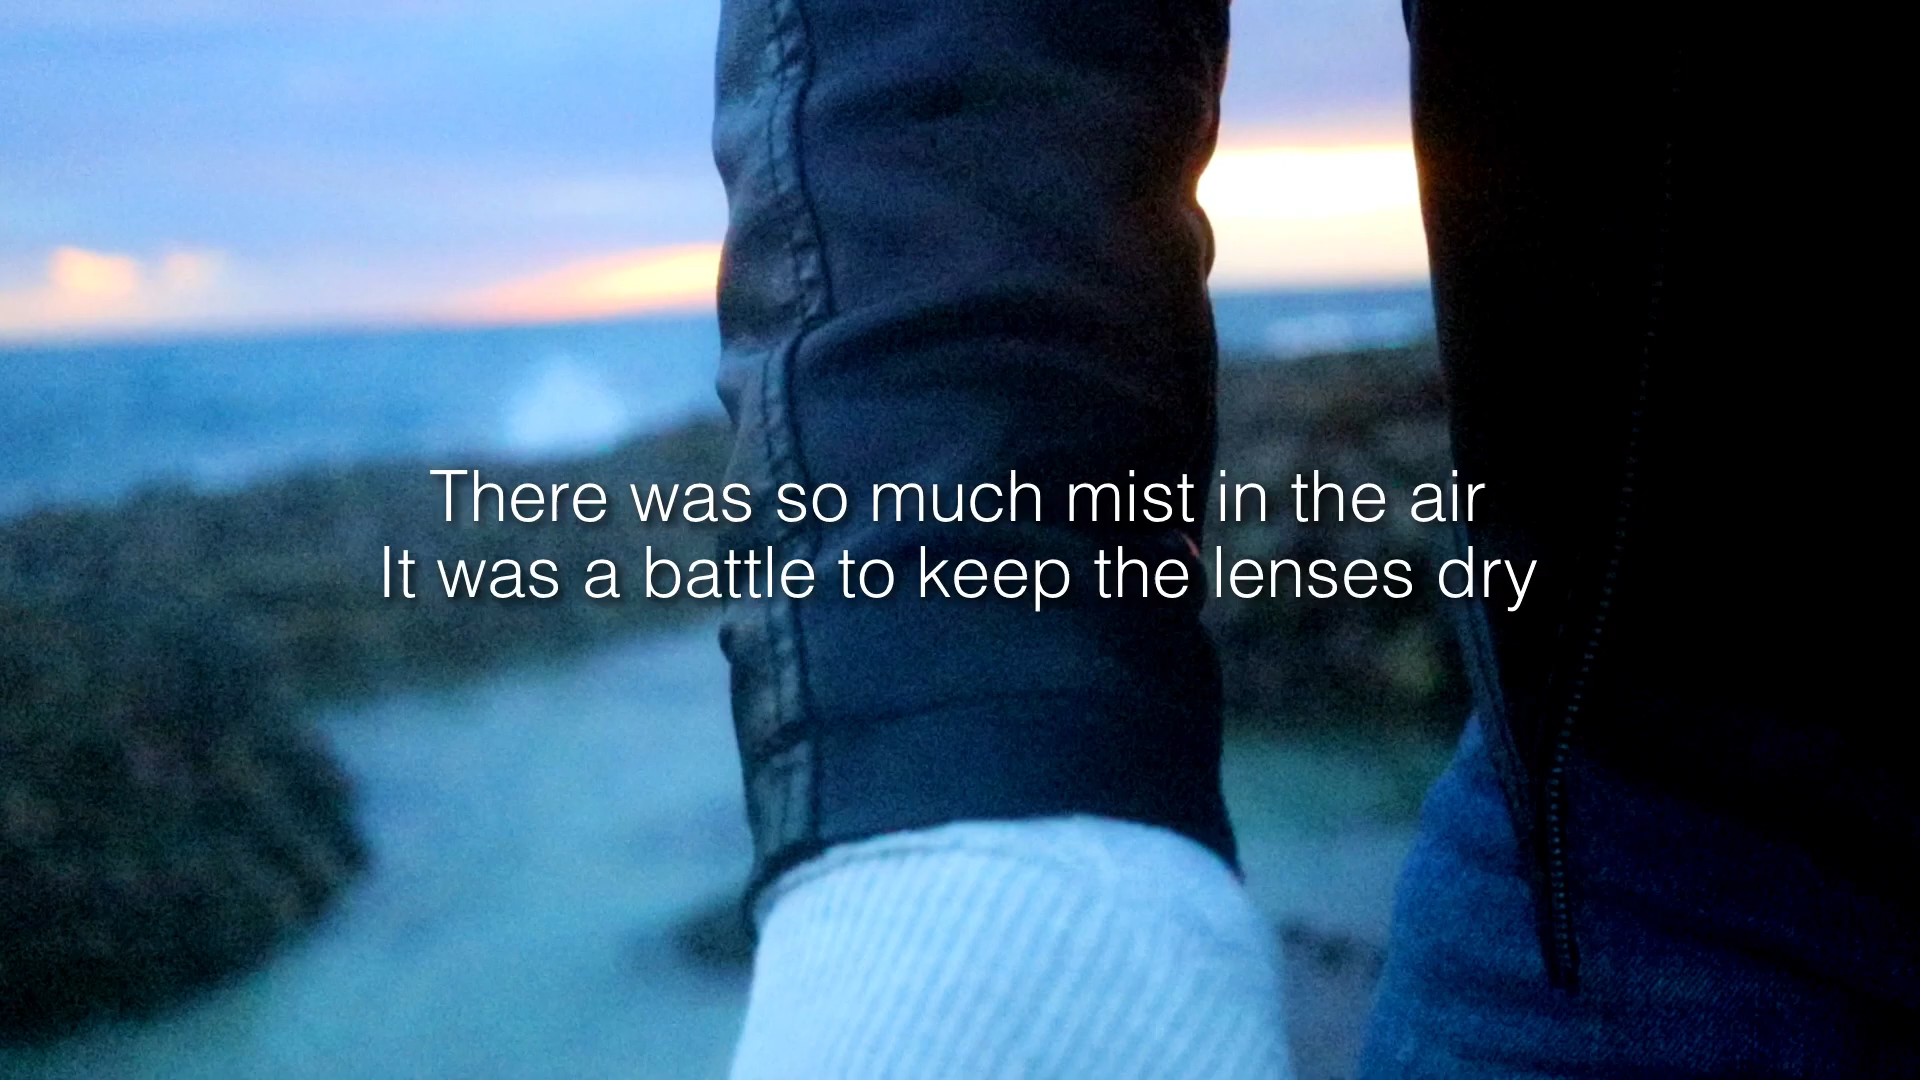 There was so much mist in the air
It was a battle to keep the lenses dry